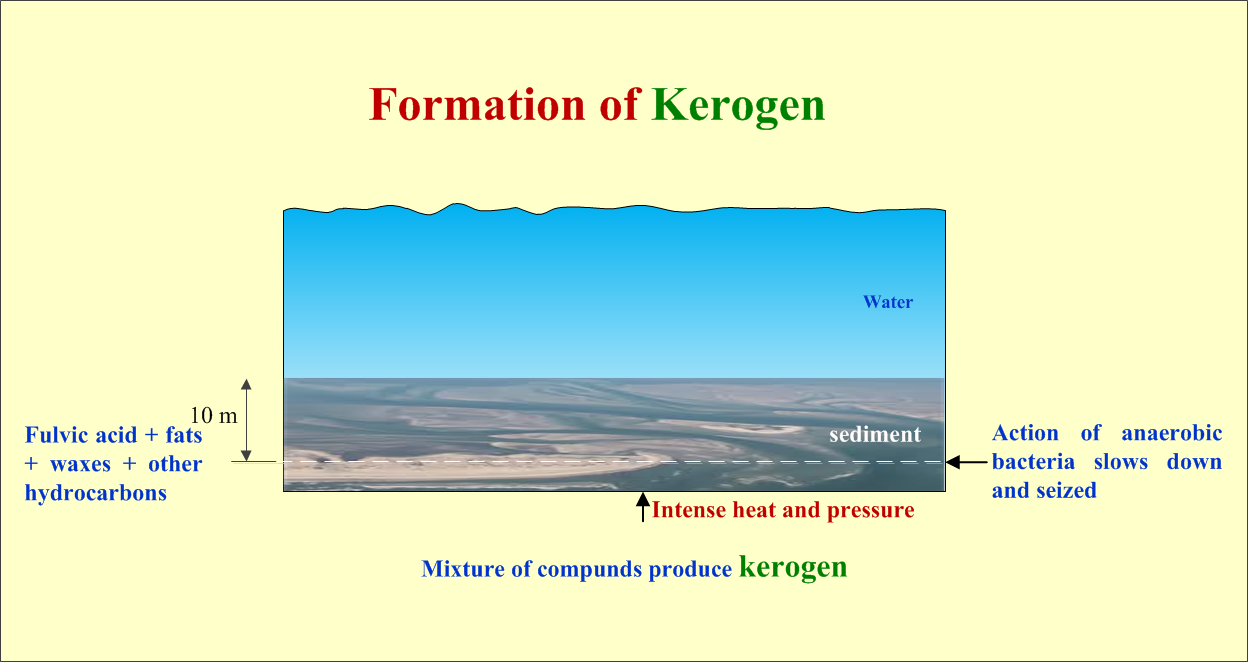 Formation of Kerogen
Water
10 m
Fulvic acid + fats
+ waxes + other
hydrocarbons
sediment
Action of anaerobic
bacteria slows down
and seized
Intense heat and pressure
Mixture of compunds produce kerogen